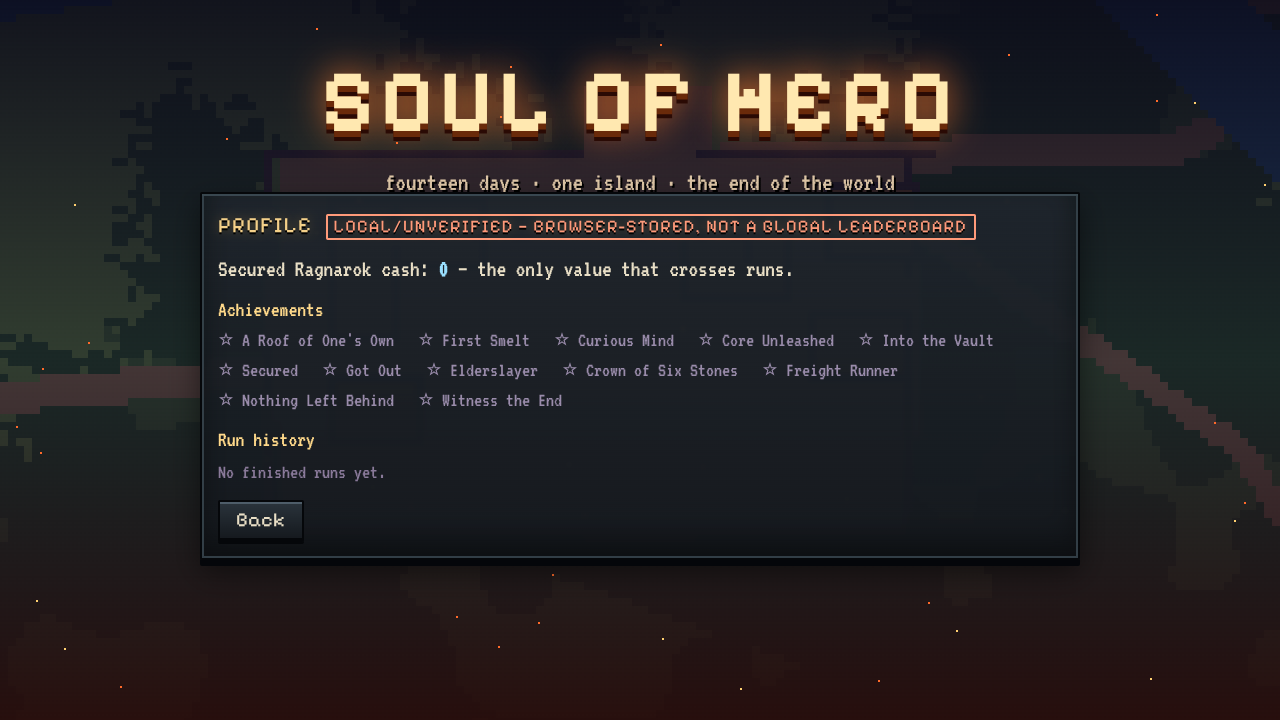 SOUL OF HERO
fourteen days · one island · the end of the world
PROFILE LOCAL/UNVERIFIED – BROWSER-STORED, NOT A GLOBAL LEADERBOARD
Secured Ragnarok cash: 0 – the only value that crosses runs.
Achievements
☆ A Roof of One's Own ☆ First Smelt ☆ Curious Mind ☆ Core Unleashed ☆ Into the Vault
☆ Secured ☆ Got Out ☆ Elderslayer ☆ Crown of Six Stones ☆ Freight Runner
☆ Nothing Left Behind ☆ Witness the End
Run history
No finished runs yet.
Back